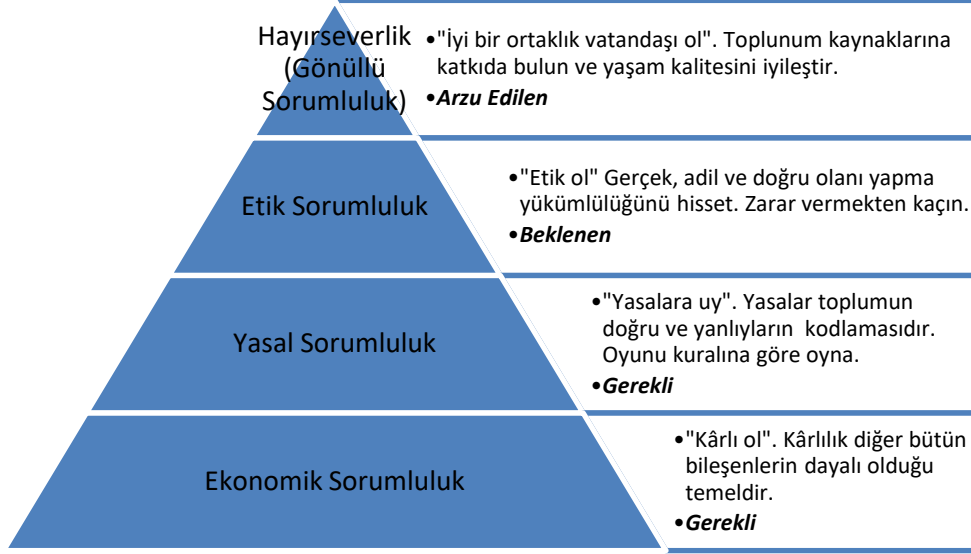 Hayırseverlik
(Gönüllü
Sorumluluk)
•"İyi bir ortaklık vatandaşı ol". Toplunum kaynaklarına
katkıda bulun ve yaşam kalitesini iyileştir.
•Arzu Edilen
Etik Sorumluluk
•"Etik ol" Gerçek, adil ve doğru olanı yapma
yükümlülüğünü hisset. Zarar vermekten kaçın.
•Beklenen
Yasal Sorumluluk
•"Yasalara uy". Yasalar toplumun
doğru ve yanlıyların kodlamasıdır.
Oyunu kuralına göre oyna.
•Gerekli
Ekonomik Sorumluluk
•"Kârlı ol". Kârlılık diğer bütün
bileşenlerin dayalı olduğu
temeldir.
•Gerekli